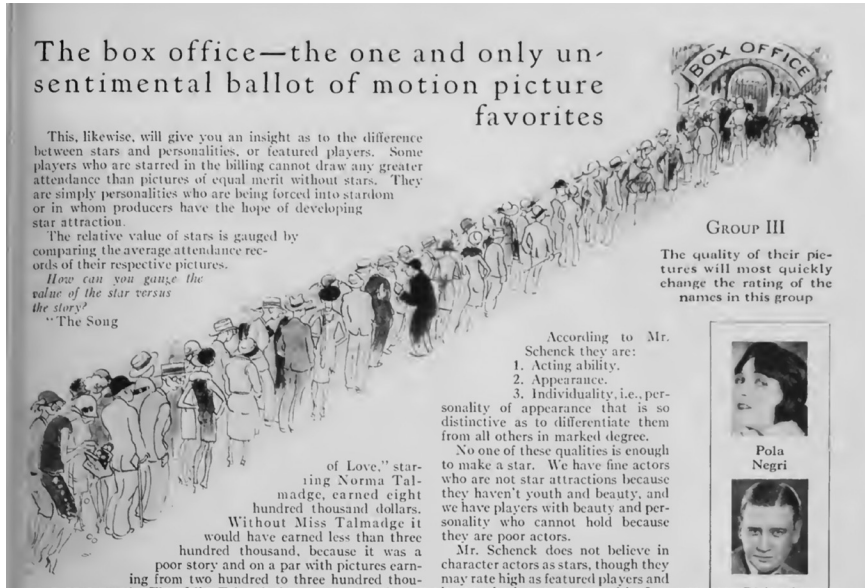 The box office—the one and only un-
sentimental ballot of motion picture
favorites
This, likewise, will give you an insight as to the difference
between stars and personalities, or featured players. Some
players who are starred in the billing cannot draw any greater
attendance than pictures of equal merit without stars. They
are simply personalities who are being forced into stardom
or in whom producers have the hope of developing
star attraction.
The relative value of stars is gauged by
comparing the average attendance rec-
ords of their respective pictures.
How can you gauge the
value of the star versus
the story?
"The Song
of Love," star-
ring Norma Tal-
madge, earned eight
hundred thousand dollars.
Without Miss Talmadge it
would have earned less than three
hundred thousand, because it was a
poor story and on a par with pictures earn-
ing from two hundred to three hundred thou-
According to Mr.
Schenck they are:
1. Acting ability.
2. Appearance.
3. Individuality, i.e., per-
sonality of appearance that is so
distinctive as to differentiate them
from all others in marked degree.
No one of these qualities is enough
to make a star. We have fine actors
who are not star attractions because
they haven't youth and beauty, and
we have players with beauty and per-
sonality who cannot hold because
they are poor actors.
Mr. Schenck does not believe in
character actors as stars, though they
may rate high as featured players and
BOX OFFICE
GROUP III
The quality of their pic-
tures will most quickly
change the rating of the
names in this group
Pola
Negri